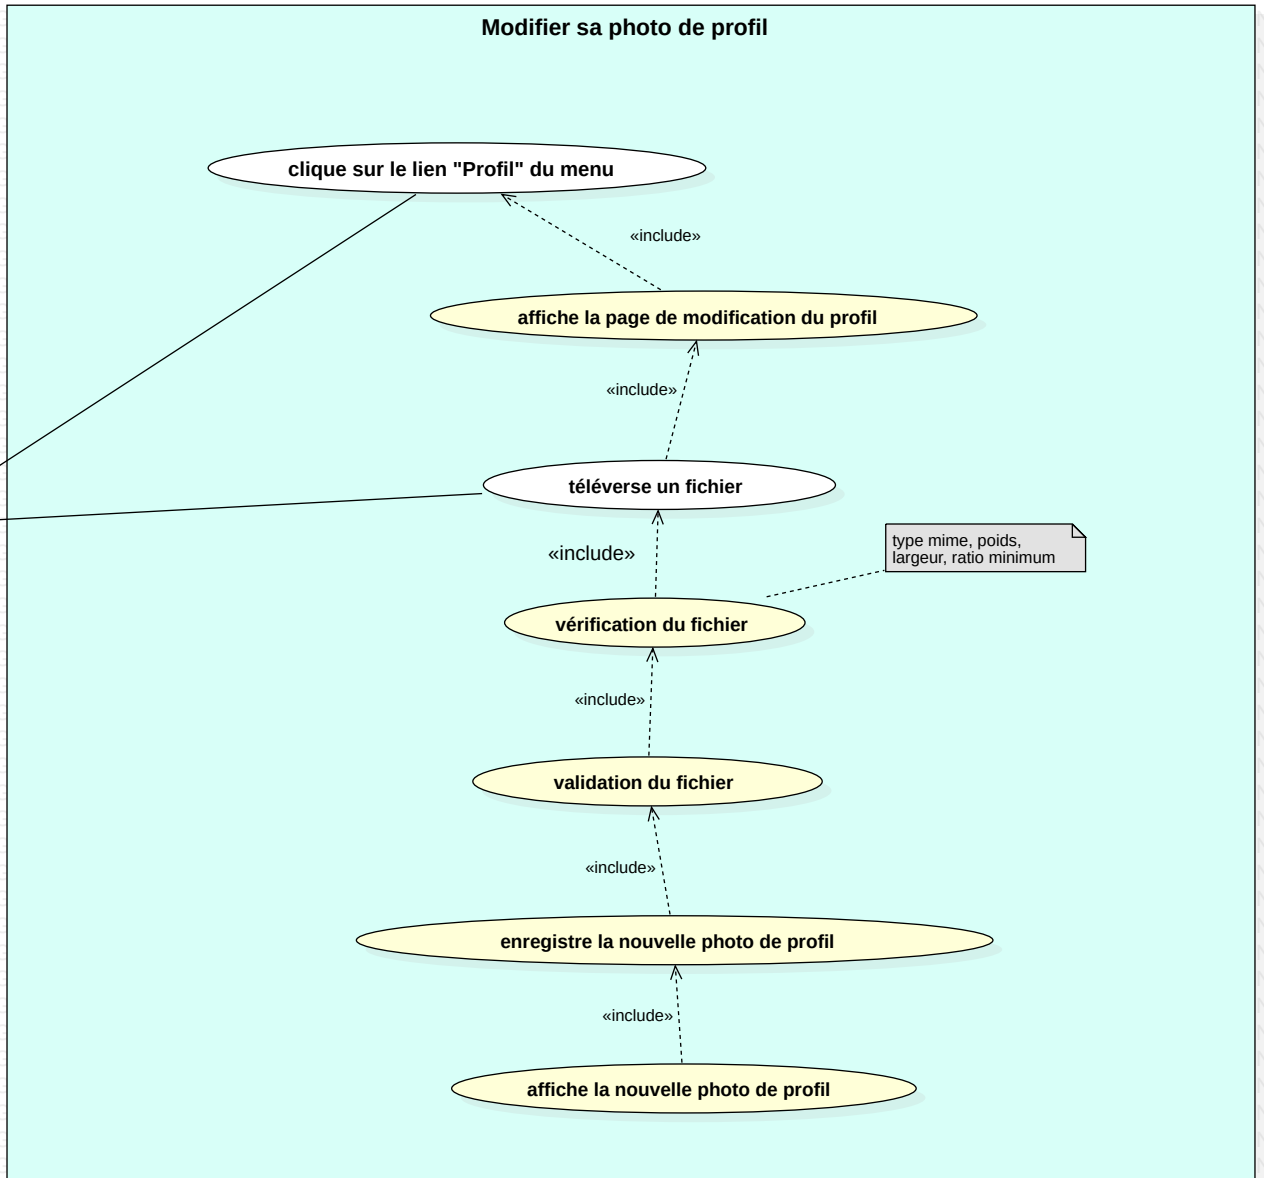 Modifier sa photo de profil
clique sur le lien "Profil" du menu
«include»
affiche la page de modification du profil
«include»
téléverse un fichier
«include»
type mime, poids,
largeur, ratio minimum
vérification du fichier
«include»
validation du fichier
«include»
enregistre la nouvelle photo de profil
«include»
affiche la nouvelle photo de profil